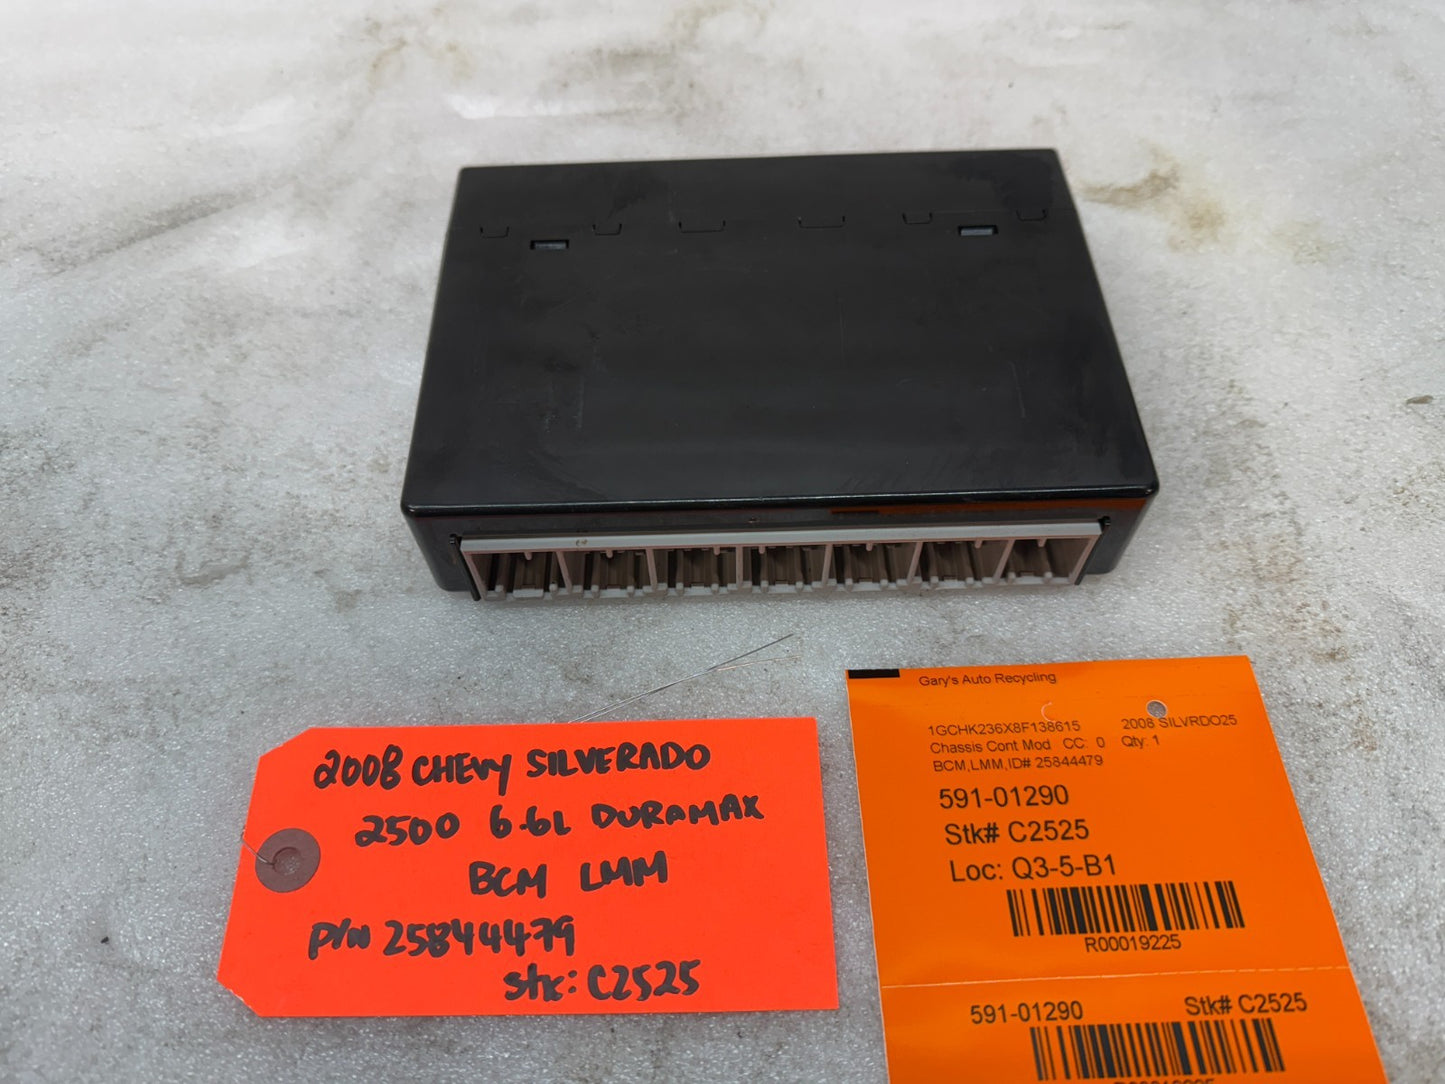 2008 CHEVY SILVERADO
2500 6.6L DURAMAX
BCM LMM
P/N 25844479
stk: C2525
Gary's Auto Recycling
1GCHK236X8F138615 2008 SILVRDO25
Chassis Cont Mod CC: 0 Qty: 1
BCM,LMM,ID# 25844479
591-01290
Stk# C2525
Loc: Q3-5-B1
R00019225
591-01290 Stk# C2525